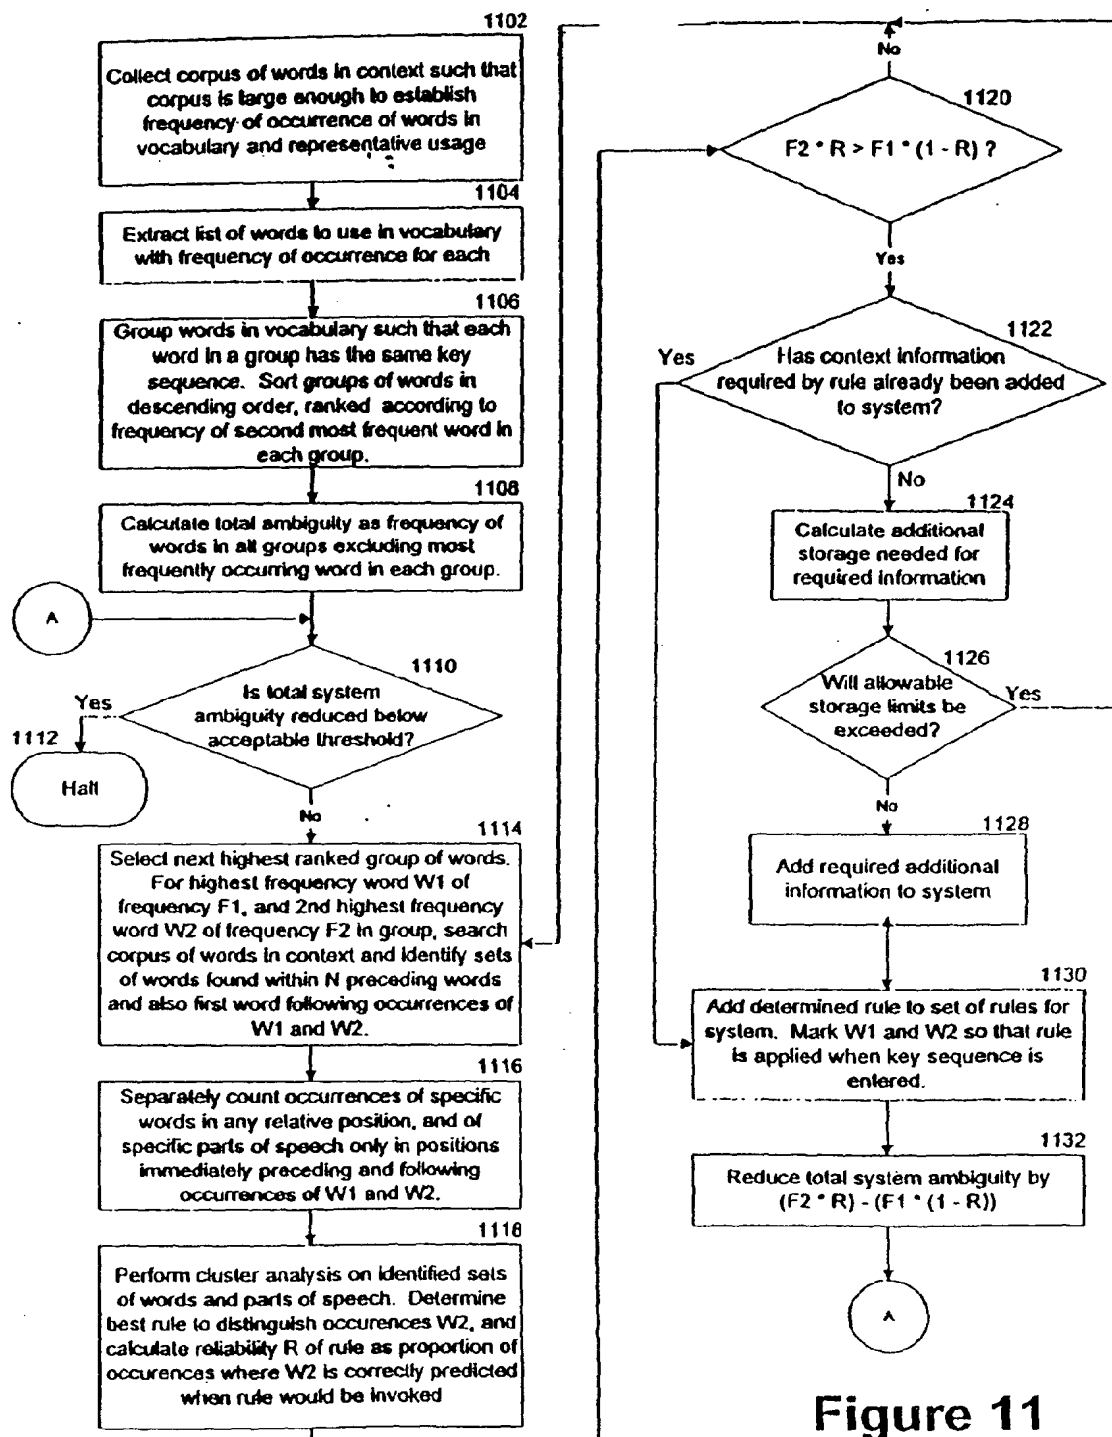 1102
Collect corpus of words in context such that
corpus is large enough to establish
frequency of occurrence of words in
vocabulary and representative usage
1104
Extract list of words to use in vocabulary
with frequency of occurrence for each
1106
Group words in vocabulary such that each
word in a group has the same key
sequence. Sort groups of words in
descending order, ranked according to
frequency of second most frequent word in
each group.
1108
Calculate total ambiguity as frequency of
words in all groups excluding most
frequently occurring word in each group.
A
1110
Is total system
ambiguity reduced below
acceptable threshold?
Yes
1112
Halt
No
1114
Select next highest ranked group of words.
For highest frequency word W1 of
frequency F1, and 2nd highest frequency
word W2 of frequency F2 in group, search
corpus of words in context and identify sets
of words found within N preceding words
and also first word following occurrences of
W1 and W2.
1116
Separately count occurrences of specific
words in any relative position, and of
specific parts of speech only in positions
immediately preceding and following
occurrences of W1 and W2.
1118
Perform cluster analysis on identified sets
of words and parts of speech. Determine
best rule to distinguish occurences W2, and
calculate reliability R of rule as proportion of
occurences where W2 is correctly predicted
when rule would be invoked
No
1120
F2 * R > F1 * (1 - R) ?
Yes
1122
Yes
Has context information
required by rule already been added
to system?
No
1124
Calculate additional
storage needed for
required information
1126
Will allowable
storage limits be
exceeded?
Yes
No
1128
Add required additional
information to system
1130
Add determined rule to set of rules for
system. Mark W1 and W2 so that rule
is applied when key sequence is
entered.
1132
Reduce total system ambiguity by
(F2 * R) - (F1 * (1 - R))
A
Figure 11